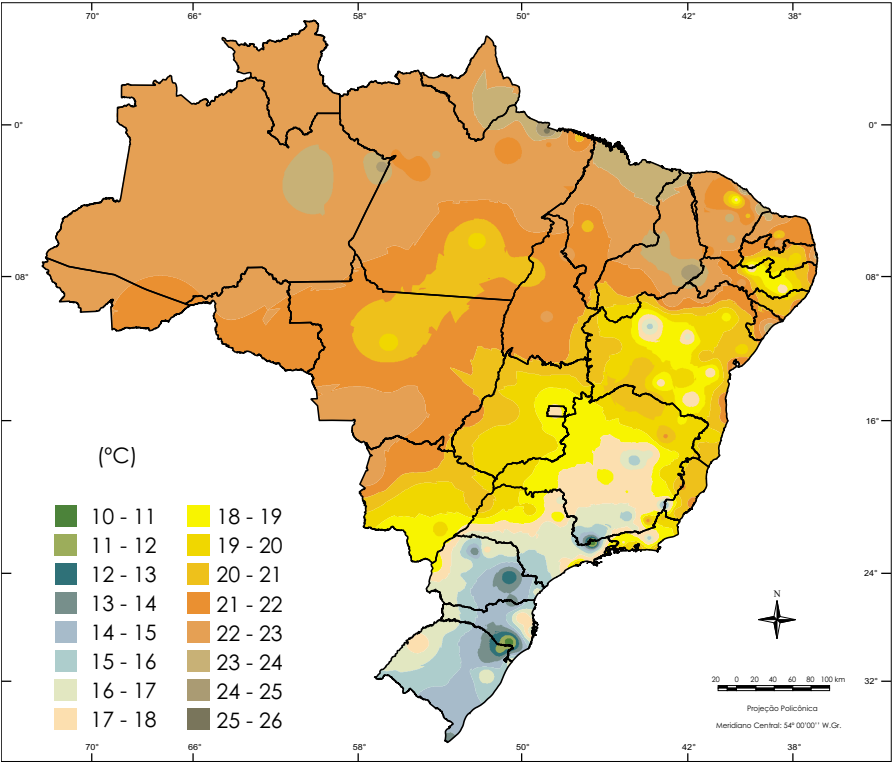 70° 66° 58° 50° 42° 38°
0° 0°
08° 08°
16° 16°
(ºC)
10 - 11 18 - 19
11 - 12 19 - 20
12 - 13 20 - 21
13 - 14 21 - 22
14 - 15 22 - 23
15 - 16 23 - 24
16 - 17 24 - 25
17 - 18 25 - 26
24° 24°
N
32° 32°
20 0 20 40 60 80 100 km
Projeção Policônica
Meridiano Central: 54º 00'00'' W.Gr.
70° 66° 58° 50° 42° 38°